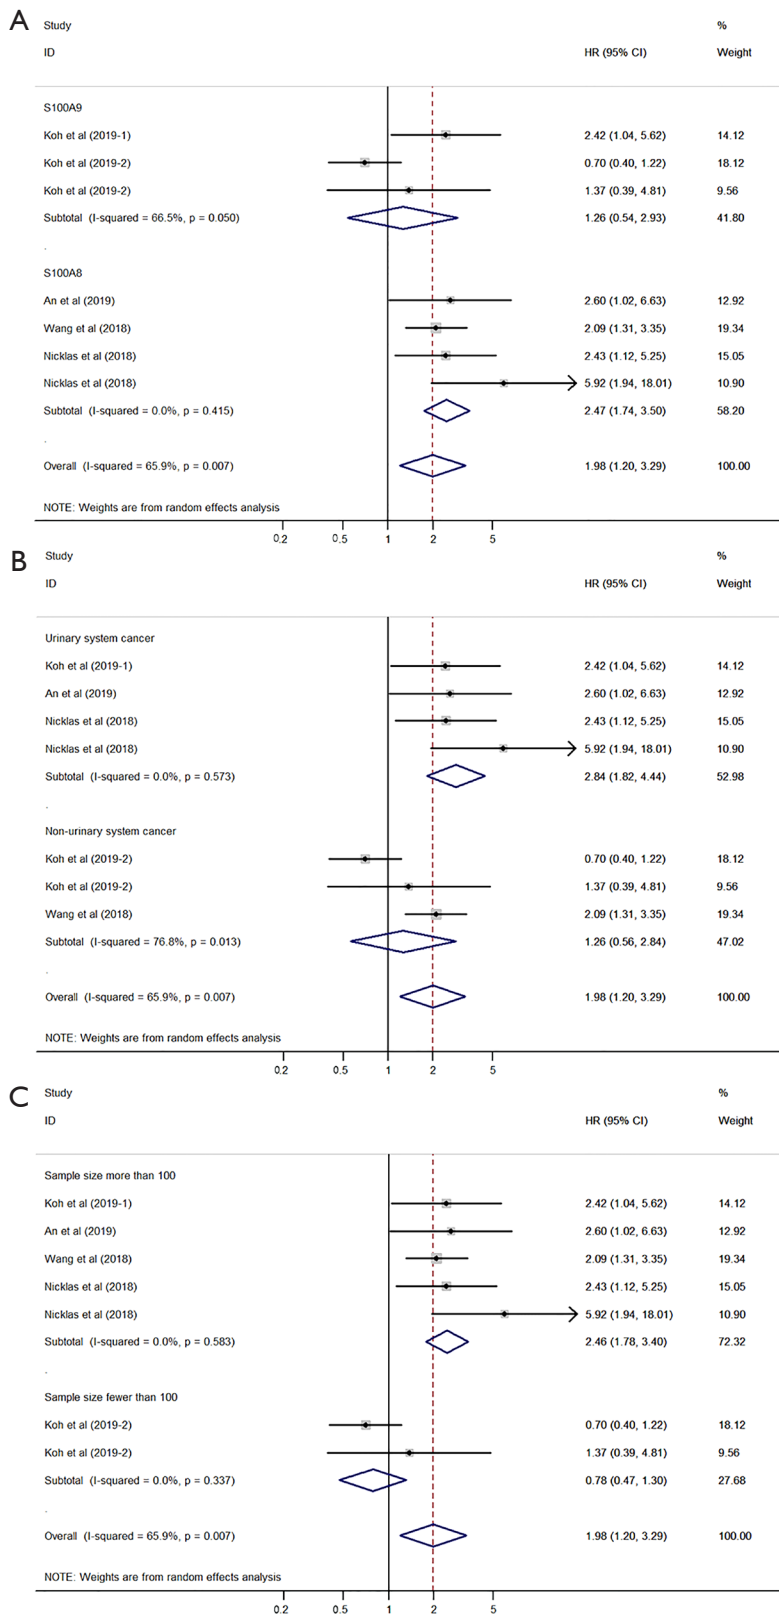 A
Study %
ID HR (95% CI) Weight
S100A9
Koh et al (2019-1) 2.42 (1.04, 5.62) 14.12
Koh et al (2019-2) 0.70 (0.40, 1.22) 18.12
Koh et al (2019-2) 1.37 (0.39, 4.81) 9.56
Subtotal (I-squared = 66.5%, p = 0.050) 1.26 (0.54, 2.93) 41.80
.
S100A8
An et al (2019) 2.60 (1.02, 6.63) 12.92
Wang et al (2018) 2.09 (1.31, 3.35) 19.34
Nicklas et al (2018) 2.43 (1.12, 5.25) 15.05
Nicklas et al (2018) 5.92 (1.94, 18.01) 10.90
Subtotal (I-squared = 0.0%, p = 0.415) 2.47 (1.74, 3.50) 58.20
.
Overall (I-squared = 65.9%, p = 0.007) 1.98 (1.20, 3.29) 100.00
NOTE: Weights are from random effects analysis
0.2 0.5 1 2 5
B
Study %
ID HR (95% CI) Weight
Urinary system cancer
Koh et al (2019-1) 2.42 (1.04, 5.62) 14.12
An et al (2019) 2.60 (1.02, 6.63) 12.92
Nicklas et al (2018) 2.43 (1.12, 5.25) 15.05
Nicklas et al (2018) 5.92 (1.94, 18.01) 10.90
Subtotal (I-squared = 0.0%, p = 0.573) 2.84 (1.82, 4.44) 52.98
.
Non-urinary system cancer
Koh et al (2019-2) 0.70 (0.40, 1.22) 18.12
Koh et al (2019-2) 1.37 (0.39, 4.81) 9.56
Wang et al (2018) 2.09 (1.31, 3.35) 19.34
Subtotal (I-squared = 76.8%, p = 0.013) 1.26 (0.56, 2.84) 47.02
.
Overall (I-squared = 65.9%, p = 0.007) 1.98 (1.20, 3.29) 100.00
NOTE: Weights are from random effects analysis
0.2 0.5 1 2 5
C
Study %
ID HR (95% CI) Weight
Sample size more than 100
Koh et al (2019-1) 2.42 (1.04, 5.62) 14.12
An et al (2019) 2.60 (1.02, 6.63) 12.92
Wang et al (2018) 2.09 (1.31, 3.35) 19.34
Nicklas et al (2018) 2.43 (1.12, 5.25) 15.05
Nicklas et al (2018) 5.92 (1.94, 18.01) 10.90
Subtotal (I-squared = 0.0%, p = 0.583) 2.46 (1.78, 3.40) 72.32
.
Sample size fewer than 100
Koh et al (2019-2) 0.70 (0.40, 1.22) 18.12
Koh et al (2019-2) 1.37 (0.39, 4.81) 9.56
Subtotal (I-squared = 0.0%, p = 0.337) 0.78 (0.47, 1.30) 27.68
.
Overall (I-squared = 65.9%, p = 0.007) 1.98 (1.20, 3.29) 100.00
NOTE: Weights are from random effects analysis
0.2 0.5 1 2 5